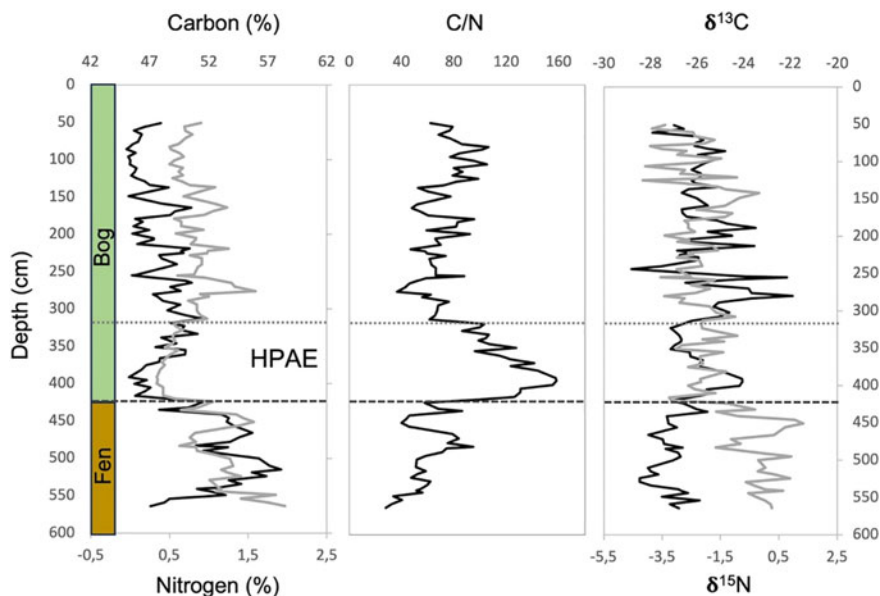 Carbon (%) C/N δ13C
42 47 52 57 62 0 40 80 120 160 -30 -28 -26 -24 -22 -20
0 0
50 50
100 100
150 150
200 200
250 250
300 300
350 350
400 400
450 450
500 500
550 550
600 600
Depth (cm)
Bog
Fen
HPAE
-0,5 0,5 1,5 2,5 -5,5 -3,5 -1,5 0,5 2,5
Nitrogen (%) δ15N